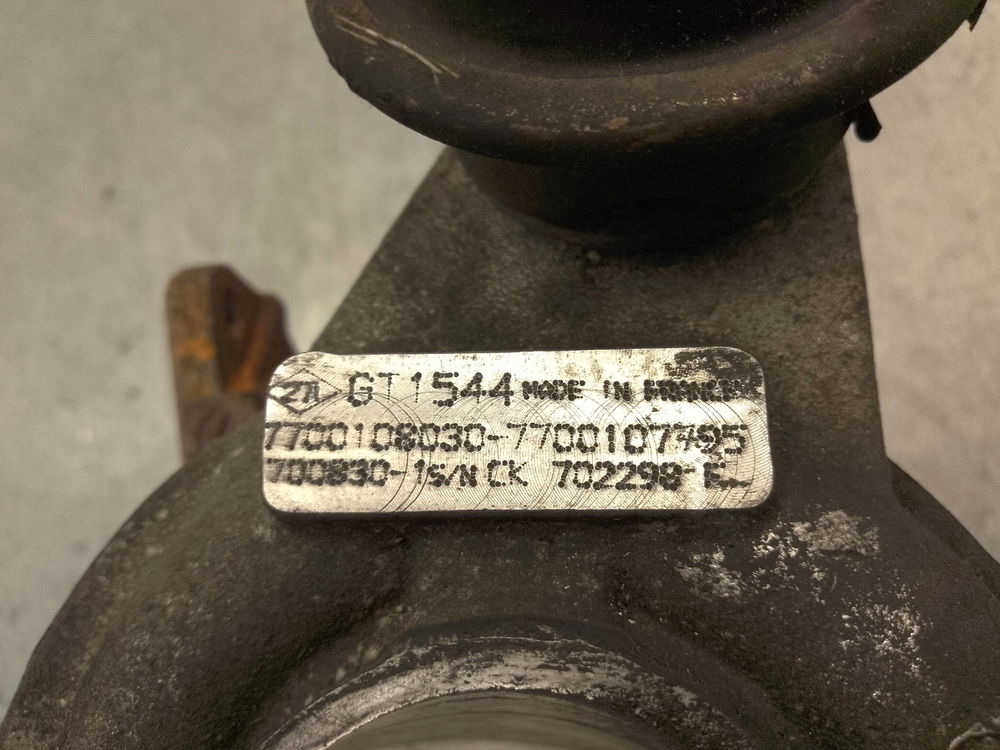 GT1544 MADE IN FRANCE
7700108030-7700107795
700830-1 S/N CK 702298-E